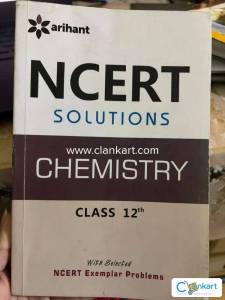 arihant
NCERT
SOLUTIONS
www.clankart.com
CHEMISTRY
CLASS 12th
With Selected
NCERT Exemplar Problems
Clankart